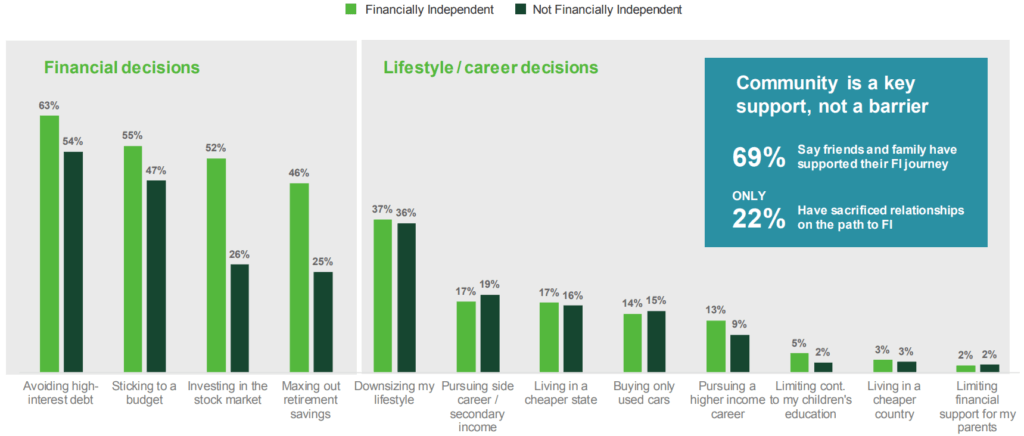 Financially Independent
Not Financially Independent
Financial decisions
Lifestyle / career decisions
Community is a key
support, not a barrier
69%
Say friends and family have
supported their FI journey
ONLY
22%
Have sacrificed relationships
on the path to FI
63%
54%
55%
47%
52%
26%
46%
25%
37%
36%
17%
19%
17%
16%
14%
15%
13%
9%
5%
2%
3%
3%
2%
2%
Avoiding high-
interest debt
Sticking to a
budget
Investing in the
stock market
Maxing out
retirement
savings
Downsizing my
lifestyle
Pursuing side
career /
secondary
income
Living in a
cheaper state
Buying only
used cars
Pursuing a
higher income
career
Limiting cont.
to my children's
education
Living in a
cheaper
country
Limiting
financial
support for my
parents